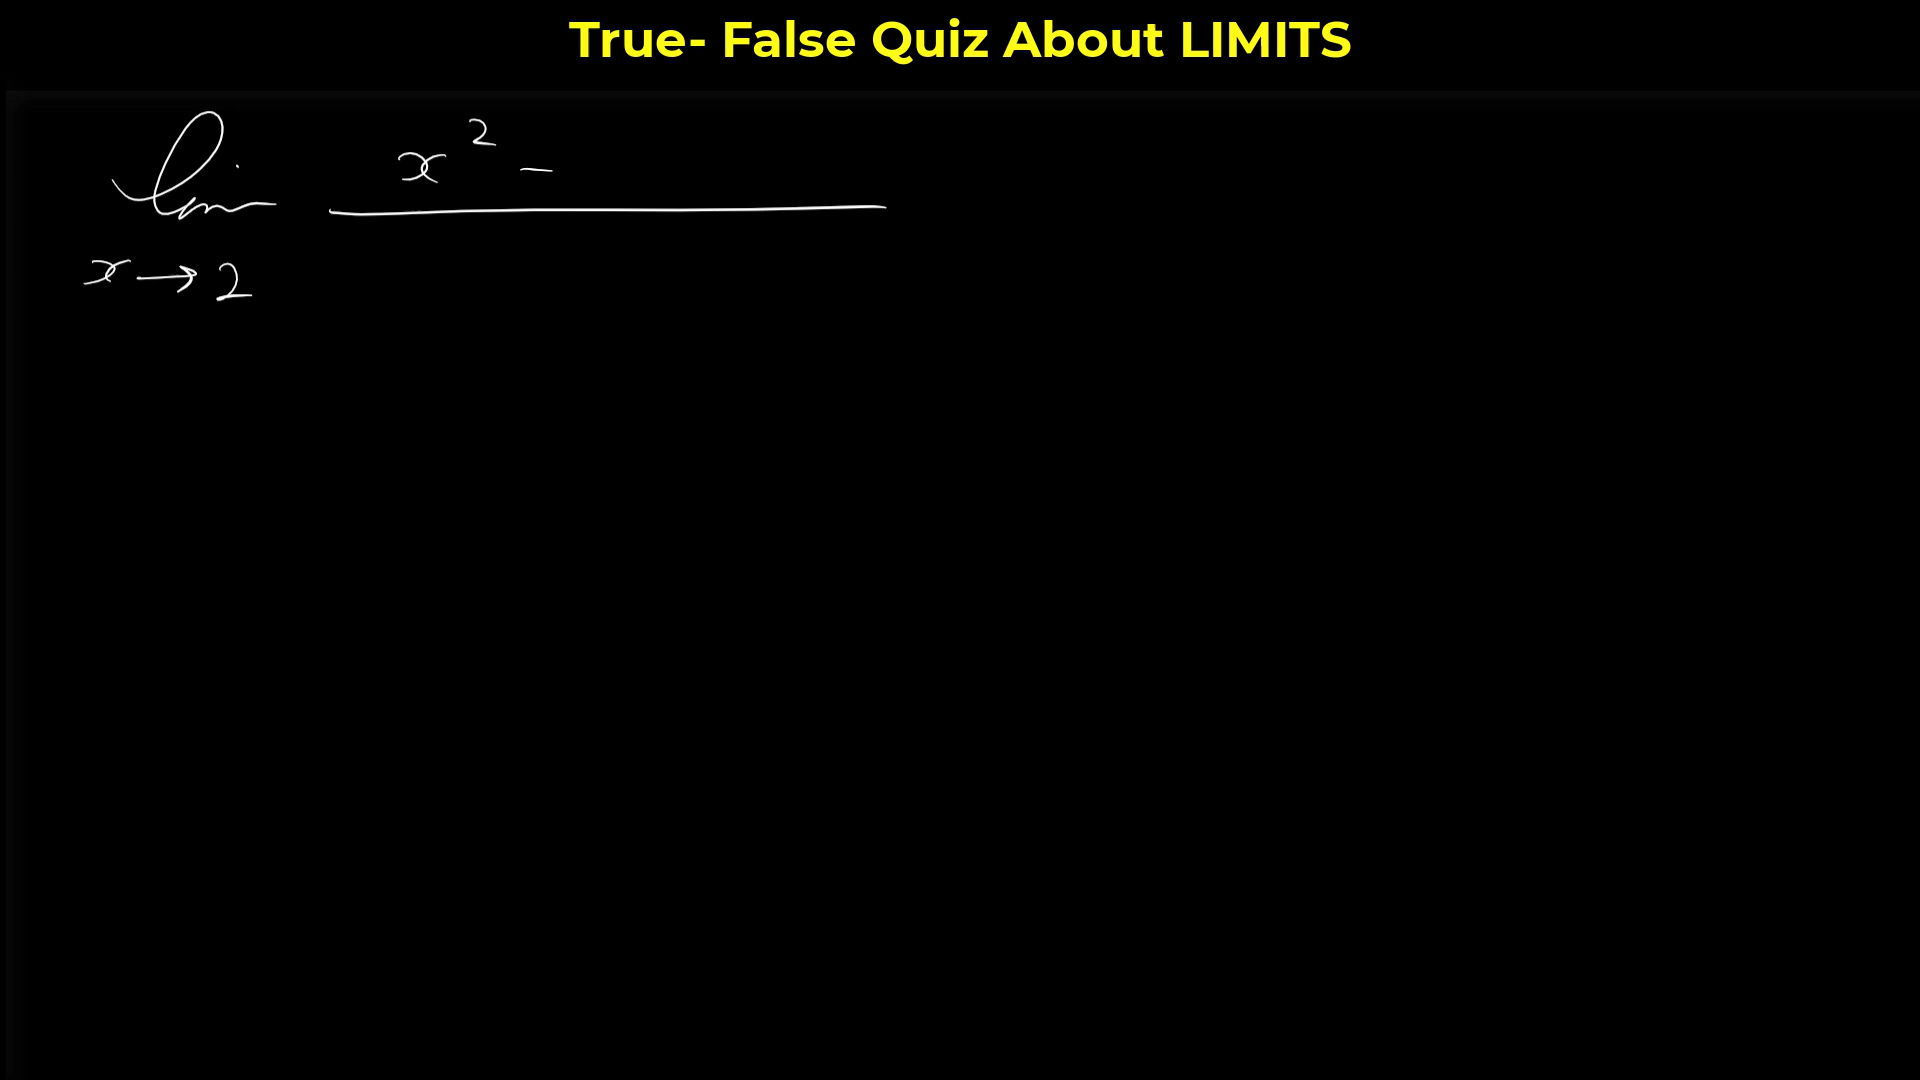 True- False Quiz About LIMITS
lim x² -
x → 2